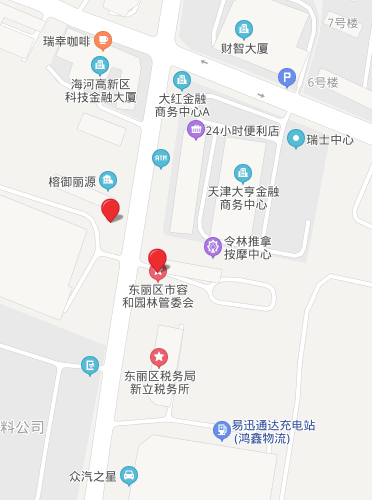 7号楼
瑞幸咖啡
财智大厦
海河高新区
科技金融大厦
P
6号楼
大红金融
商务中心A
24小时便利店
瑞士中心
ATM
榕御丽源
天津大亨金融
商务中心
令林推拿
按摩中心
东丽区市容
和园林管委会
东丽区税务局
新立税务所
料公司
易迅通达充电站
(鸿鑫物流)
众汽之星